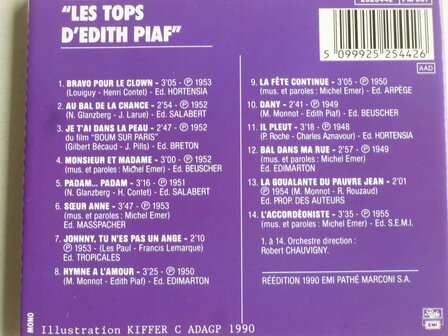 "LES TOPS
D'EDITH PIAF"
5 099925 254426
AAD
1. BRAVO POUR LE CLOWN - 3'05 - ℗ 1953
(Louiguy - Henri Contet) - Ed. HORTENSIA
2. AU BAL DE LA CHANCE - 2'54 - ℗ 1952
(N. Glanzberg - J. Larue) - Ed. SALABERT
3. JE T'AI DANS LA PEAU - 2'47 - ℗ 1952
du film "BOUM SUR PARIS"
(Gilbert Bécaud - J. Pills) - Ed. BRETON
4. MONSIEUR ET MADAME - 3'00 - ℗ 1952
(mus. et paroles : Michel Emer) - Ed. BEUSCHER
5. PADAM... PADAM - 3'16 - ℗ 1951
(N. Glanzberg - H. Contet) - Ed. SALABERT
6. SŒUR ANNE - 3'47 - ℗ 1953
(mus. et paroles : Michel Emer)
Ed. MASSPACHER
7. JOHNNY, TU N'ES PAS UN ANGE - 2'10
℗ 1953 - (Les Paul - Francis Lemarque)
Ed. TROPICALES
8. HYMNE A L'AMOUR - 3'25 - ℗ 1950
(M. Monnot - Edith Piaf) - Ed. EDIMARTON
9. LA FÊTE CONTINUE - 3'05 - ℗ 1950
(mus. et paroles : Michel Emer) - Ed. ARPÈGE
10. DANY - 2'41 - ℗ 1949
(M. Monnot - Edith Piaf) - Ed. BEUSCHER
11. IL PLEUT - 3'18 - ℗ 1948
(P. Roche - Charles Aznavour) - Ed. HORTENSIA
12. BAL DANS MA RUE - 2'57 - ℗ 1949
(mus. et paroles : Michel Emer)
Ed. EDIMARTON
13. LA GOUALANTE DU PAUVRE JEAN - 2'01
℗ 1954 (M. Monnot - R. Rouzaud)
Ed. PROP. DES AUTEURS
14. L'ACCORDÉONISTE - 3'35 - ℗ 1955
(mus. et paroles : Michel Emer) - Ed. S.E.M.I.
1. à 14. Orchestre direction :
Robert CHAUVIGNY.
RÉÉDITION 1990 EMI PATHÉ MARCONI S.A.
MONO
EMI
Illustration KIFFER C ADAGP 1990